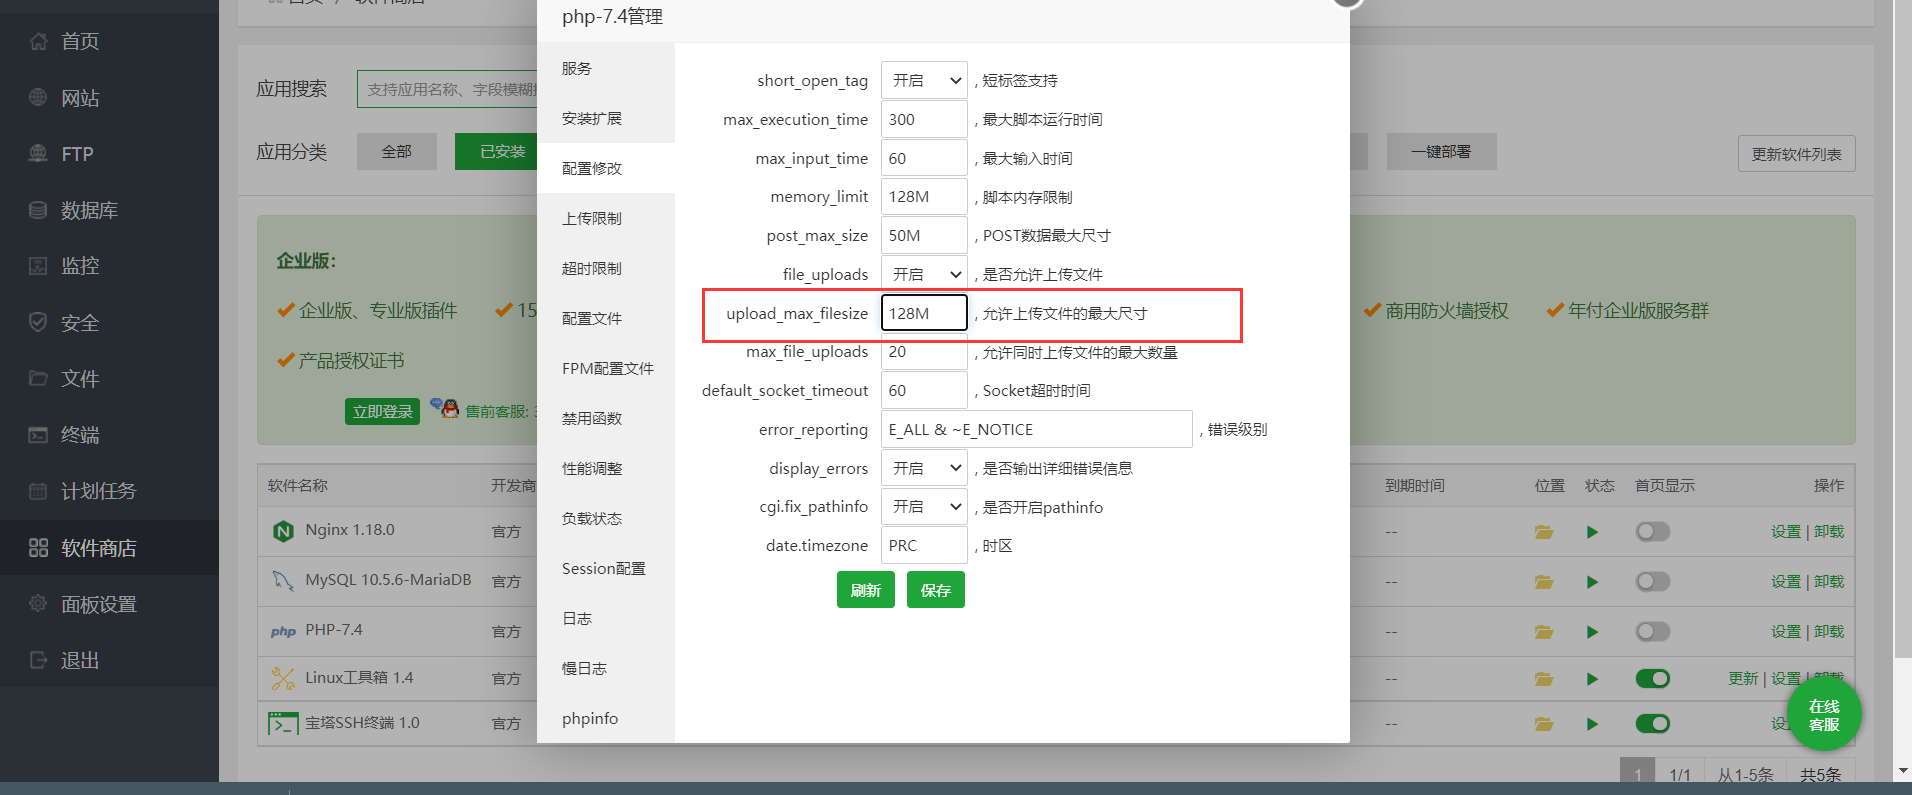 首页
网站
FTP
数据库
监控
安全
文件
终端
计划任务
软件商店
面板设置
退出
应用搜索
支持应用名称、字段模糊
应用分类
全部
已安装
一键部署
更新软件列表
企业版：
企业版、专业版插件
15
商用防火墙授权
年付企业版服务群
产品授权证书
立即登录
售前客服: 3
软件名称
开发商
到期时间
位置
状态
首页显示
操作
Nginx 1.18.0
官方
--
设置 | 卸载
MySQL 10.5.6-MariaDB
官方
--
设置 | 卸载
php
PHP-7.4
官方
--
设置 | 卸载
Linux工具箱 1.4
官方
--
更新 | 设置 | 卸载
宝塔SSH终端 1.0
官方
--
在线
客服
1
1/1
从1-5条
共5条
php-7.4管理
服务
安装扩展
配置修改
上传限制
超时限制
配置文件
FPM配置文件
禁用函数
性能调整
负载状态
Session配置
日志
慢日志
phpinfo
short_open_tag 开启 , 短标签支持
max_execution_time 300 , 最大脚本运行时间
max_input_time 60 , 最大输入时间
memory_limit 128M , 脚本内存限制
post_max_size 50M , POST数据最大尺寸
file_uploads 开启 , 是否允许上传文件
upload_max_filesize 128M , 允许上传文件的最大尺寸
max_file_uploads 20 , 允许同时上传文件的最大数量
default_socket_timeout 60 , Socket超时时间
error_reporting E_ALL & ~E_NOTICE , 错误级别
display_errors 开启 , 是否输出详细错误信息
cgi.fix_pathinfo 开启 , 是否开启pathinfo
date.timezone PRC , 时区
刷新
保存